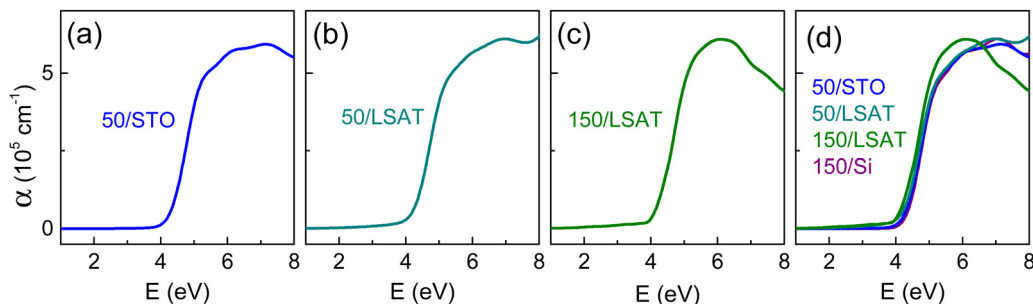 (a)
(b)
(c)
(d)
50/STO
50/LSAT
150/LSAT
50/STO
50/LSAT
150/LSAT
150/Si
α (10⁵ cm⁻¹)
5
0
2 4 6 8
2 4 6 8
2 4 6 8
2 4 6 8
E (eV)
E (eV)
E (eV)
E (eV)